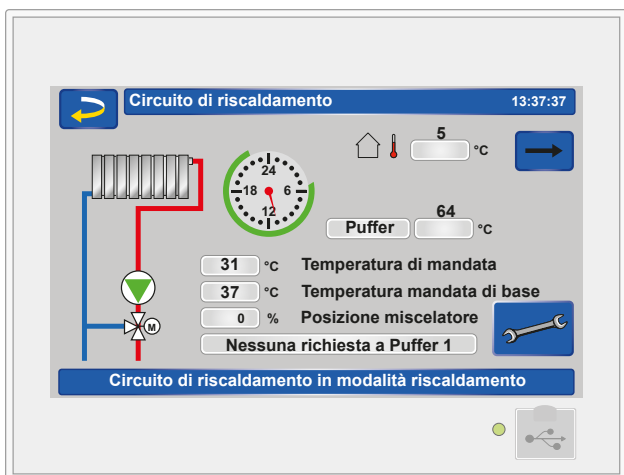 Circuito di riscaldamento 13:37:37
5
°C
24
18 6
12
64
Puffer °C
31 °C Temperatura di mandata
37 °C Temperatura mandata di base
0 % Posizione miscelatore
M
Nessuna richiesta a Puffer 1
Circuito di riscaldamento in modalità riscaldamento